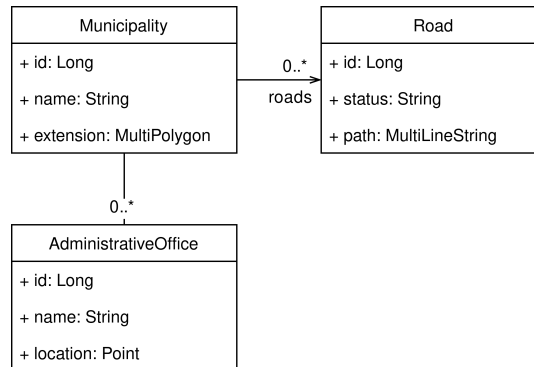 Municipality
+ id: Long
+ name: String
+ extension: MultiPolygon
0..*
roads
Road
+ id: Long
+ status: String
+ path: MultiLineString
0..*
AdministrativeOffice
+ id: Long
+ name: String
+ location: Point